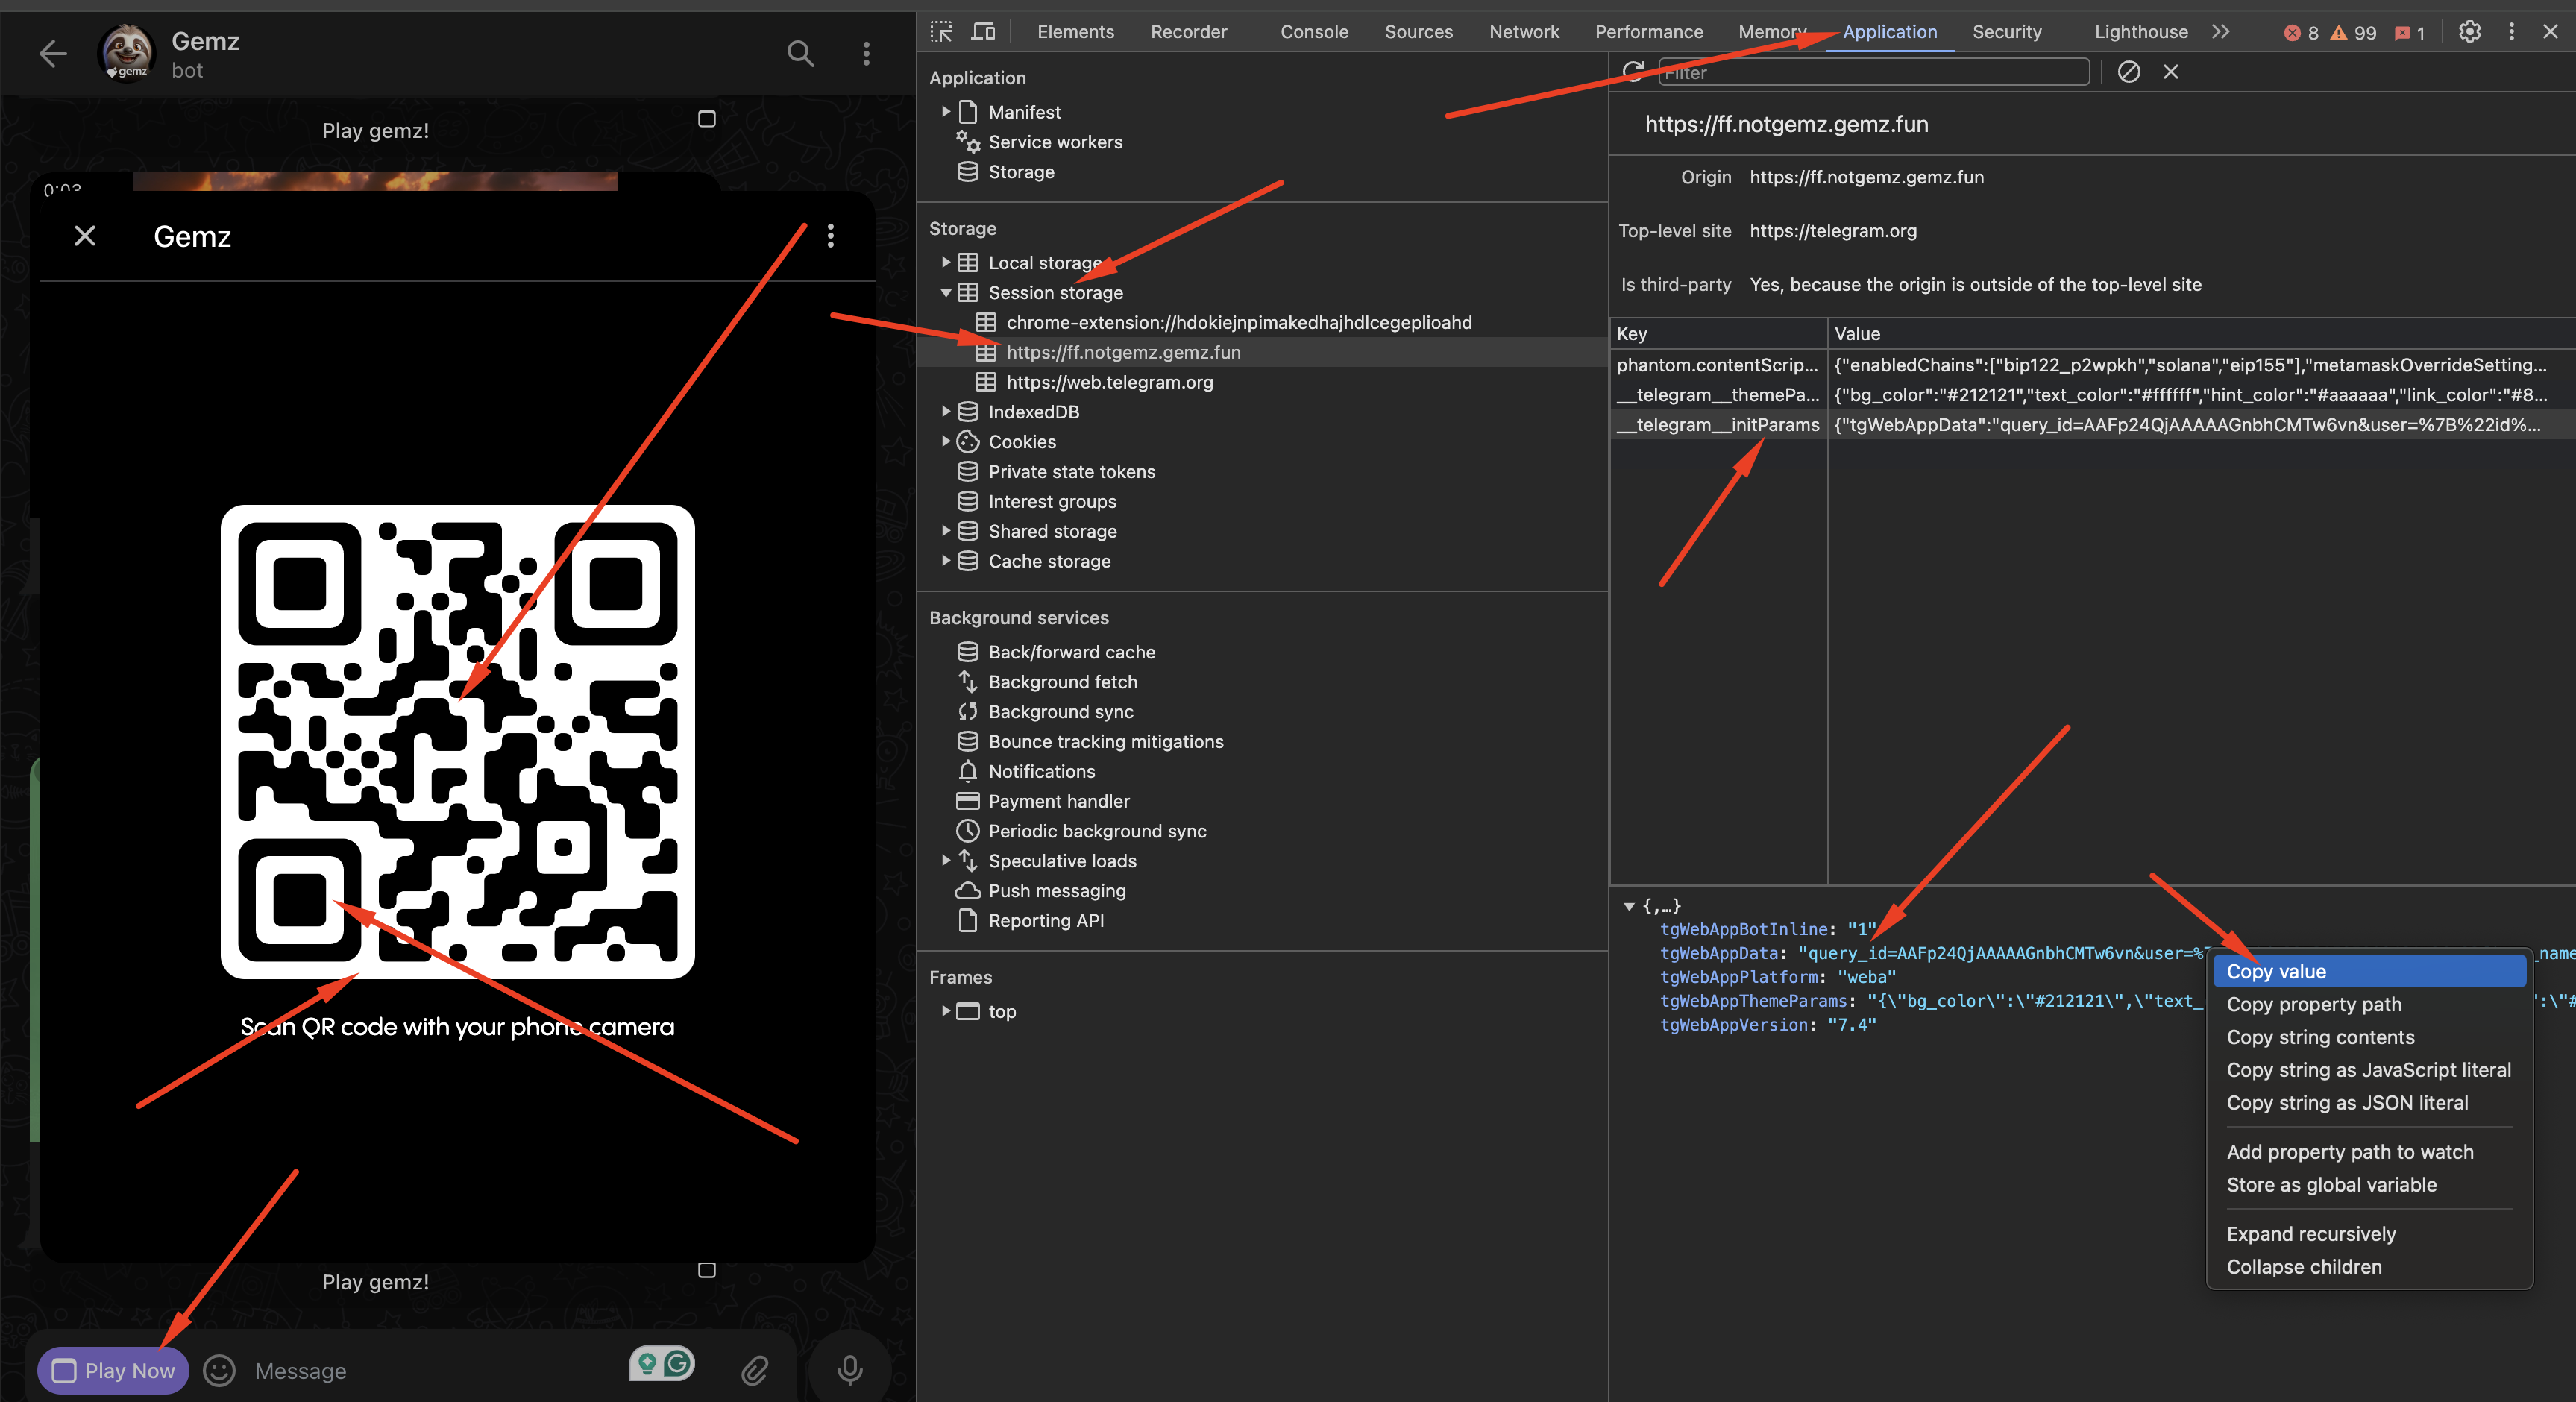 Gemz
bot
gemz
Play gemz!
0:03
Gemz
Scan QR code with your phone camera
Play gemz!
Play Now
Message
Elements
Recorder
Console
Sources
Network
Performance
Memory
Application
Security
Lighthouse
8
99
1
Application
Manifest
Service workers
Storage
Storage
Local storage
Session storage
chrome-extension://hdokiejnpimakedhajhdlcegeplioahd
https://ff.notgemz.gemz.fun
https://web.telegram.org
IndexedDB
Cookies
Private state tokens
Interest groups
Shared storage
Cache storage
Background services
Back/forward cache
Background fetch
Background sync
Bounce tracking mitigations
Notifications
Payment handler
Periodic background sync
Speculative loads
Push messaging
Reporting API
Frames
top
Filter
https://ff.notgemz.gemz.fun
Origin https://ff.notgemz.gemz.fun
Top-level site https://telegram.org
Is third-party Yes, because the origin is outside of the top-level site
Key Value
phantom.contentScrip... {"enabledChains":["bip122_p2wpkh","solana","eip155"],"metamaskOverrideSetting...
__telegram__themePa... {"bg_color":"#212121","text_color":"#ffffff","hint_color":"#aaaaaa","link_color":"#8...
__telegram__initParams {"tgWebAppData":"query_id=AAFp24QjAAAAAGnbhCMTw6vn&user=%7B%22id%...
{,…}
tgWebAppBotInline: "1"
tgWebAppData: "query_id=AAFp24QjAAAAAGnbhCMTw6vn&user=%7 _name
tgWebAppPlatform: "weba"
tgWebAppThemeParams: "{\"bg_color\":\"#212121\",\"text_ \":\"#
tgWebAppVersion: "7.4"
Copy value
Copy property path
Copy string contents
Copy string as JavaScript literal
Copy string as JSON literal
Add property path to watch
Store as global variable
Expand recursively
Collapse children